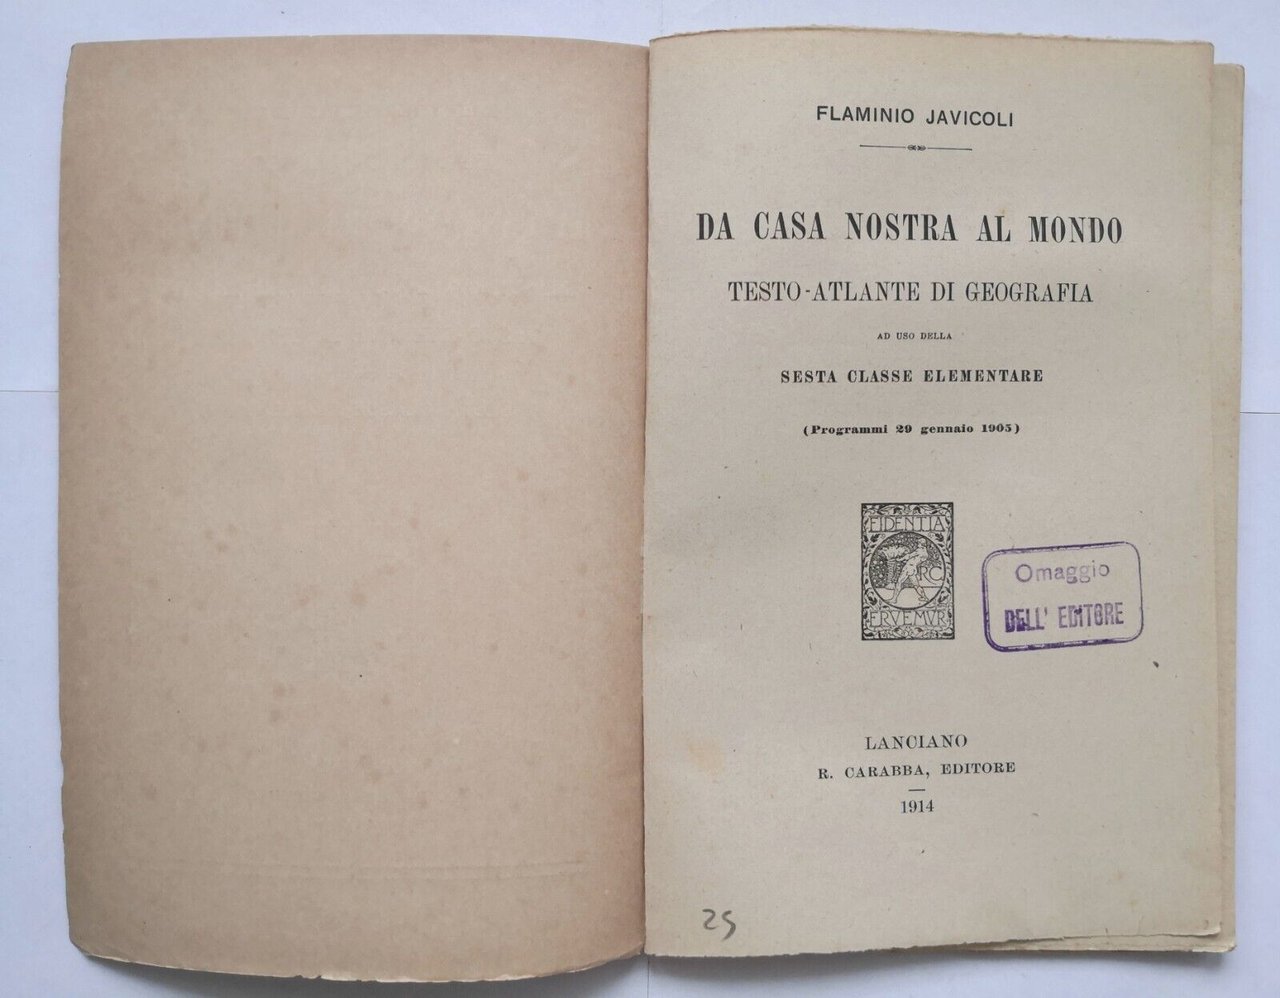 FLAMINIO JAVICOLI
DA CASA NOSTRA AL MONDO
TESTO-ATLANTE DI GEOGRAFIA
AD USO DELLA
SESTA CLASSE ELEMENTARE
(Programmi 29 gennaio 1905)
FIDENTIA
RC
ERVEMVR
Omaggio
DELL' EDITORE
LANCIANO
R. CARABBA, EDITORE
1914
25